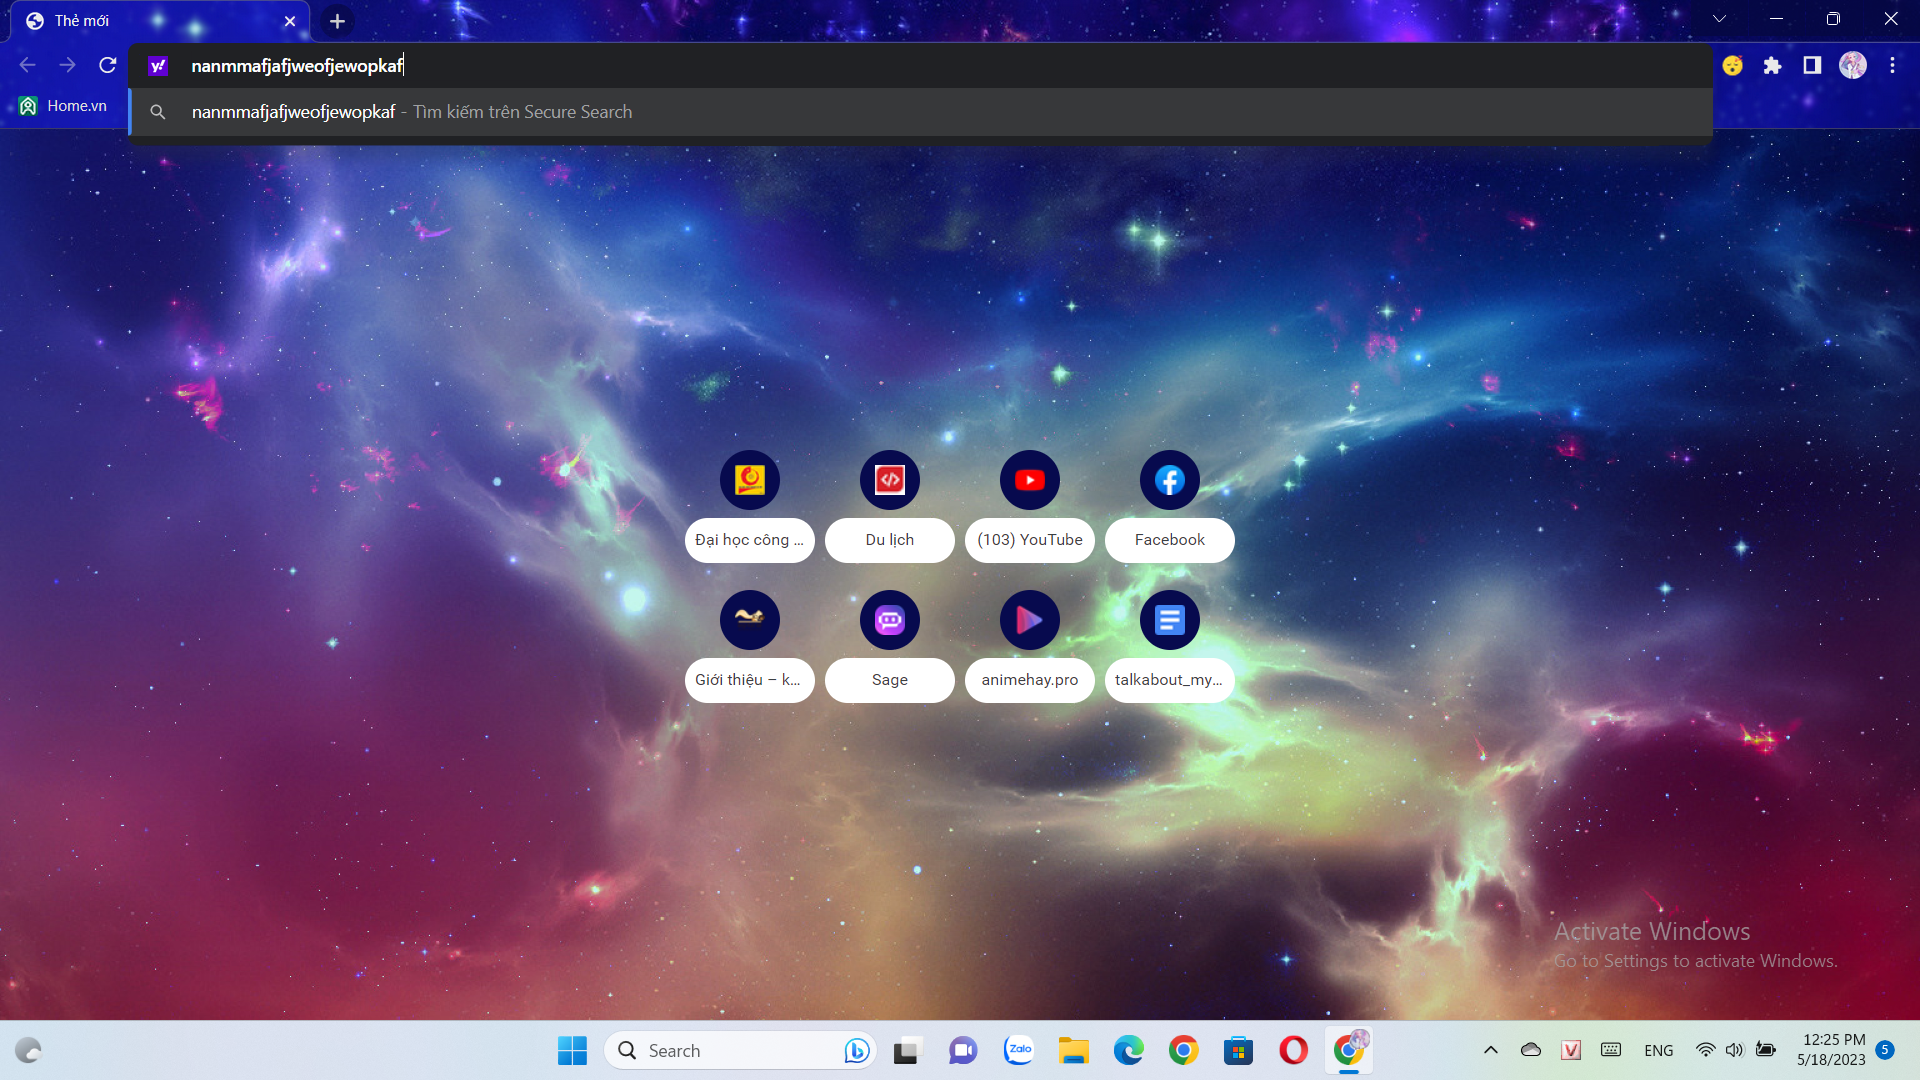 Thẻ mới
nanmmafjafjweofjewopkaf
Home.vn
nanmmafjafjweofjewopkaf - Tìm kiếm trên Secure Search
Đại học công ...
Du lịch
(103) YouTube
Facebook
Giới thiệu – k...
Sage
animehay.pro
talkabout_my...
Activate Windows
Go to Settings to activate Windows.
Search
Zalo
ENG
12:25 PM
5/18/2023
5